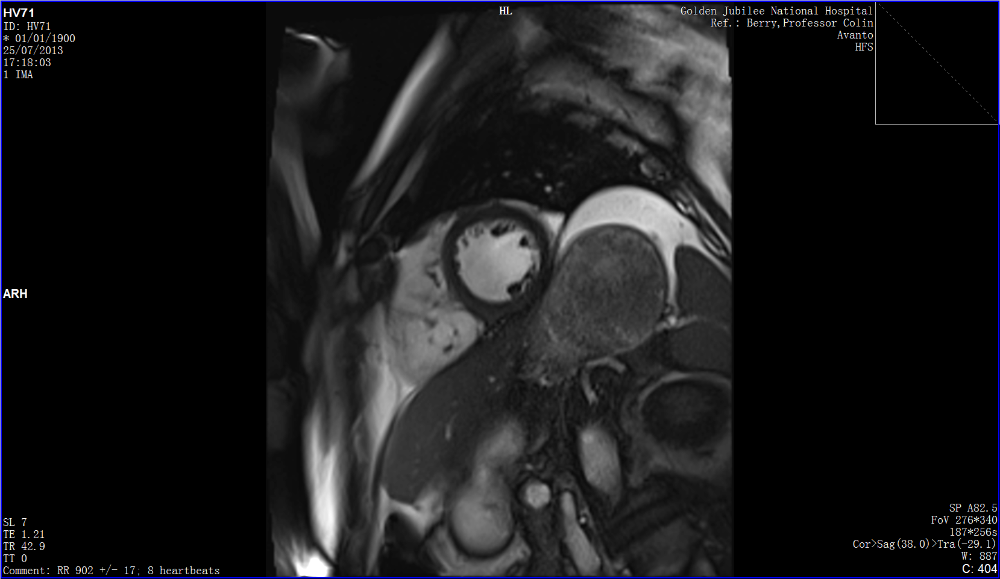 HV71
ID: HV71
* 01/01/1900
25/07/2013
17:18:03
1 IMA
HL
Golden Jubilee National Hospital
Ref.: Berry,Professor Colin
Avanto
HFS
ARH
SL 7
TE 1.21
TR 42.9
TT 0
Comment: RR 902 +/- 17; 8 heartbeats
SP A82.5
FoV 276*340
187*256s
Cor>Sag(38.0)>Tra(-29.1)
W: 887
C: 404